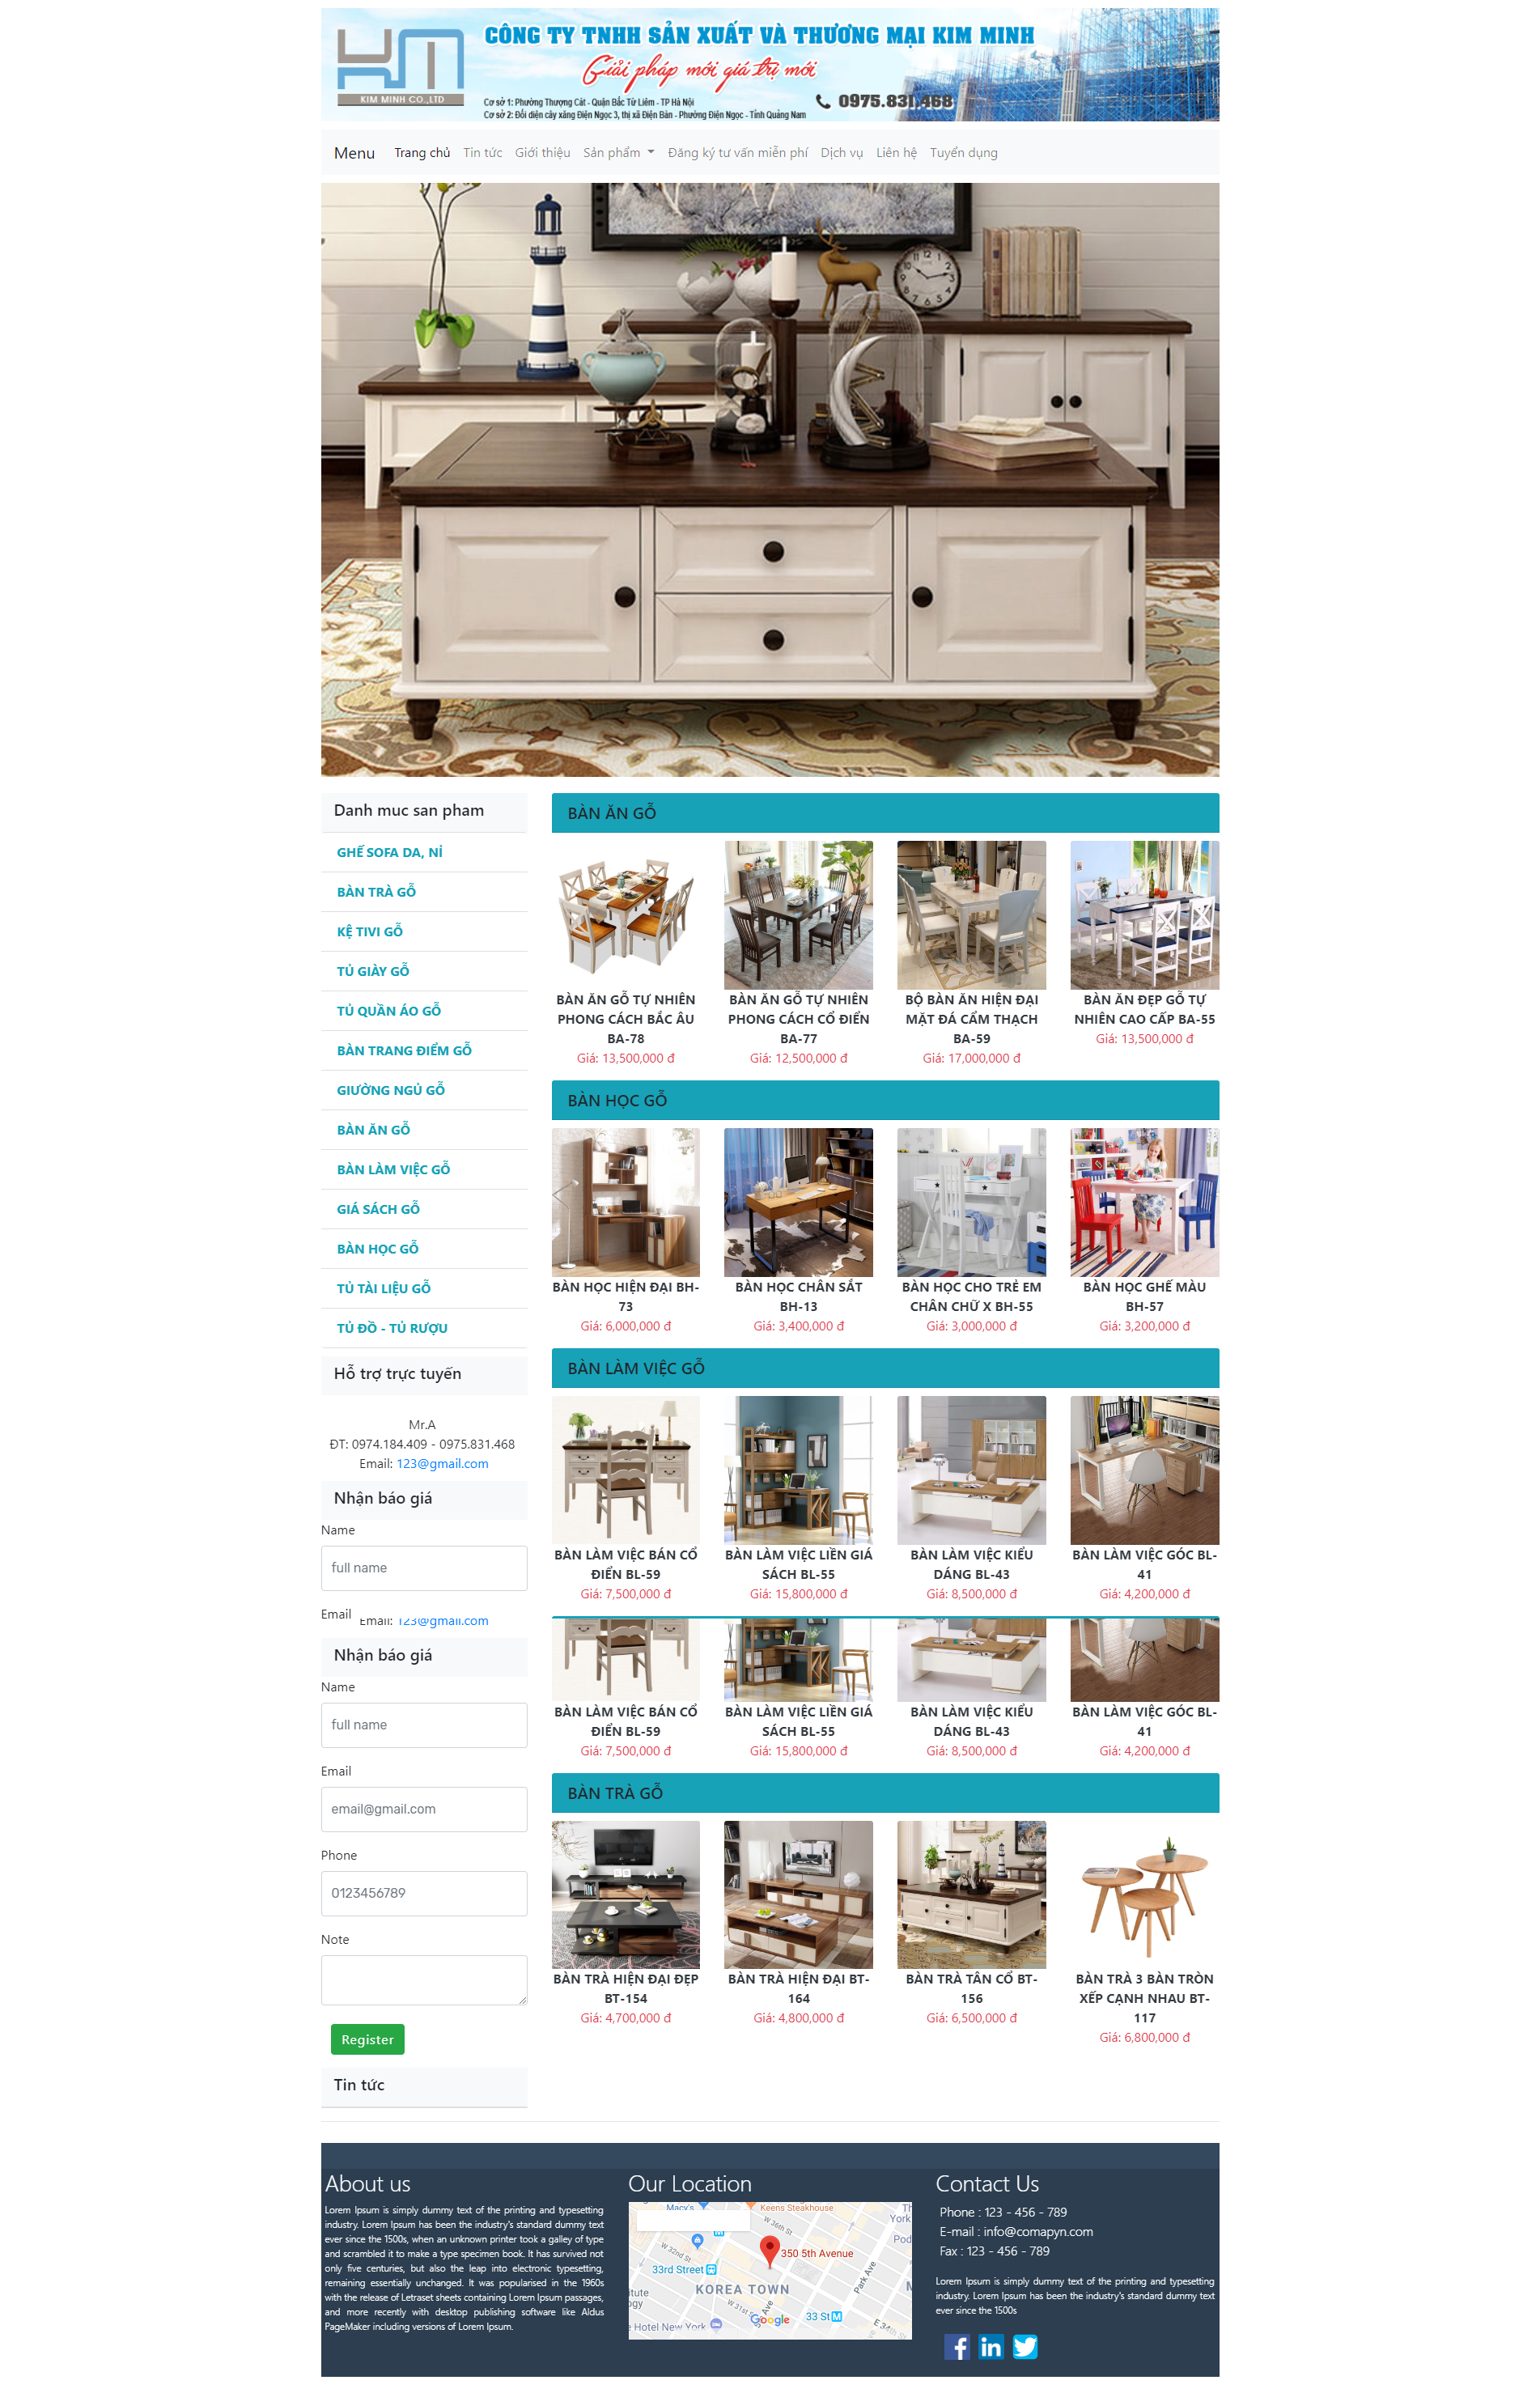 CÔNG TY TNHH SẢN XUẤT VÀ THƯƠNG MẠI KIM MINH
Giải pháp mới giá trị mới
KIM MINH CO.,LTD
0975.831.468
Cơ sở 1: Phường Thượng Cát - Quận Bắc Từ Liêm - TP Hà Nội
Cơ sở 2: Đối diện cây xăng Điện Ngọc 3, thị xã Điện Bàn - Phường Điện Ngọc - Tỉnh Quảng Nam
Menu Trang chủ Tin tức Giới thiệu Sản phẩm Đăng ký tư vấn miễn phí Dịch vụ Liên hệ Tuyển dụng
Danh muc san pham
GHẾ SOFA DA, NỈ
BÀN TRÀ GỖ
KỆ TIVI GỖ
TỦ GIÀY GỖ
TỦ QUẦN ÁO GỖ
BÀN TRANG ĐIỂM GỖ
GIƯỜNG NGỦ GỖ
BÀN ĂN GỖ
BÀN LÀM VIỆC GỖ
GIÁ SÁCH GỖ
BÀN HỌC GỖ
TỦ TÀI LIỆU GỖ
TỦ ĐỒ - TỦ RƯỢU
Hỗ trợ trực tuyến
Mr.A
ĐT: 0974.184.409 - 0975.831.468
Email: 123@gmail.com
Nhận báo giá
Name
full name
Email
Email: 123@gmail.com
Nhận báo giá
Name
full name
Email
email@gmail.com
Phone
0123456789
Note
Register
Tin tức
BÀN ĂN GỖ
BÀN ĂN GỖ TỰ NHIÊN
PHONG CÁCH BẮC ÂU
BA-78
Giá: 13,500,000 đ
BÀN ĂN GỖ TỰ NHIÊN
PHONG CÁCH CỔ ĐIỂN
BA-77
Giá: 12,500,000 đ
BỘ BÀN ĂN HIỆN ĐẠI
MẶT ĐÁ CẨM THẠCH
BA-59
Giá: 17,000,000 đ
BÀN ĂN ĐẸP GỖ TỰ
NHIÊN CAO CẤP BA-55
Giá: 13,500,000 đ
BÀN HỌC GỖ
BÀN HỌC HIỆN ĐẠI BH-
73
Giá: 6,000,000 đ
BÀN HỌC CHÂN SẮT
BH-13
Giá: 3,400,000 đ
BÀN HỌC CHO TRẺ EM
CHÂN CHỮ X BH-55
Giá: 3,000,000 đ
BÀN HỌC GHẾ MÀU
BH-57
Giá: 3,200,000 đ
BÀN LÀM VIỆC GỖ
BÀN LÀM VIỆC BÁN CỔ
ĐIỂN BL-59
Giá: 7,500,000 đ
BÀN LÀM VIỆC LIỀN GIÁ
SÁCH BL-55
Giá: 15,800,000 đ
BÀN LÀM VIỆC KIỂU
DÁNG BL-43
Giá: 8,500,000 đ
BÀN LÀM VIỆC GÓC BL-
41
Giá: 4,200,000 đ
BÀN LÀM VIỆC BÁN CỔ
ĐIỂN BL-59
Giá: 7,500,000 đ
BÀN LÀM VIỆC LIỀN GIÁ
SÁCH BL-55
Giá: 15,800,000 đ
BÀN LÀM VIỆC KIỂU
DÁNG BL-43
Giá: 8,500,000 đ
BÀN LÀM VIỆC GÓC BL-
41
Giá: 4,200,000 đ
BÀN TRÀ GỖ
BÀN TRÀ HIỆN ĐẠI ĐẸP
BT-154
Giá: 4,700,000 đ
BÀN TRÀ HIỆN ĐẠI BT-
164
Giá: 4,800,000 đ
BÀN TRÀ TÂN CỔ BT-
156
Giá: 6,500,000 đ
BÀN TRÀ 3 BÀN TRÒN
XẾP CẠNH NHAU BT-
117
Giá: 6,800,000 đ
About us
Lorem Ipsum is simply dummy text of the printing and typesetting
industry. Lorem Ipsum has been the industry's standard dummy text
ever since the 1500s, when an unknown printer took a galley of type
and scrambled it to make a type specimen book. It has survived not
only five centuries, but also the leap into electronic typesetting,
remaining essentially unchanged. It was popularised in the 1960s
with the release of Letraset sheets containing Lorem Ipsum passages,
and more recently with desktop publishing software like Aldus
PageMaker including versions of Lorem Ipsum.
Our Location
Macy's
Keens Steakhouse
W 36th St
W 32nd St
350 5th Avenue
33rd Street
KOREA TOWN
Park Ave
W 31st St
33 St
E 34th St
Google
The Hotel New York
Contact Us
Phone : 123 - 456 - 789
E-mail : info@comapyn.com
Fax : 123 - 456 - 789
Lorem Ipsum is simply dummy text of the printing and typesetting
industry. Lorem Ipsum has been the industry's standard dummy text
ever since the 1500s